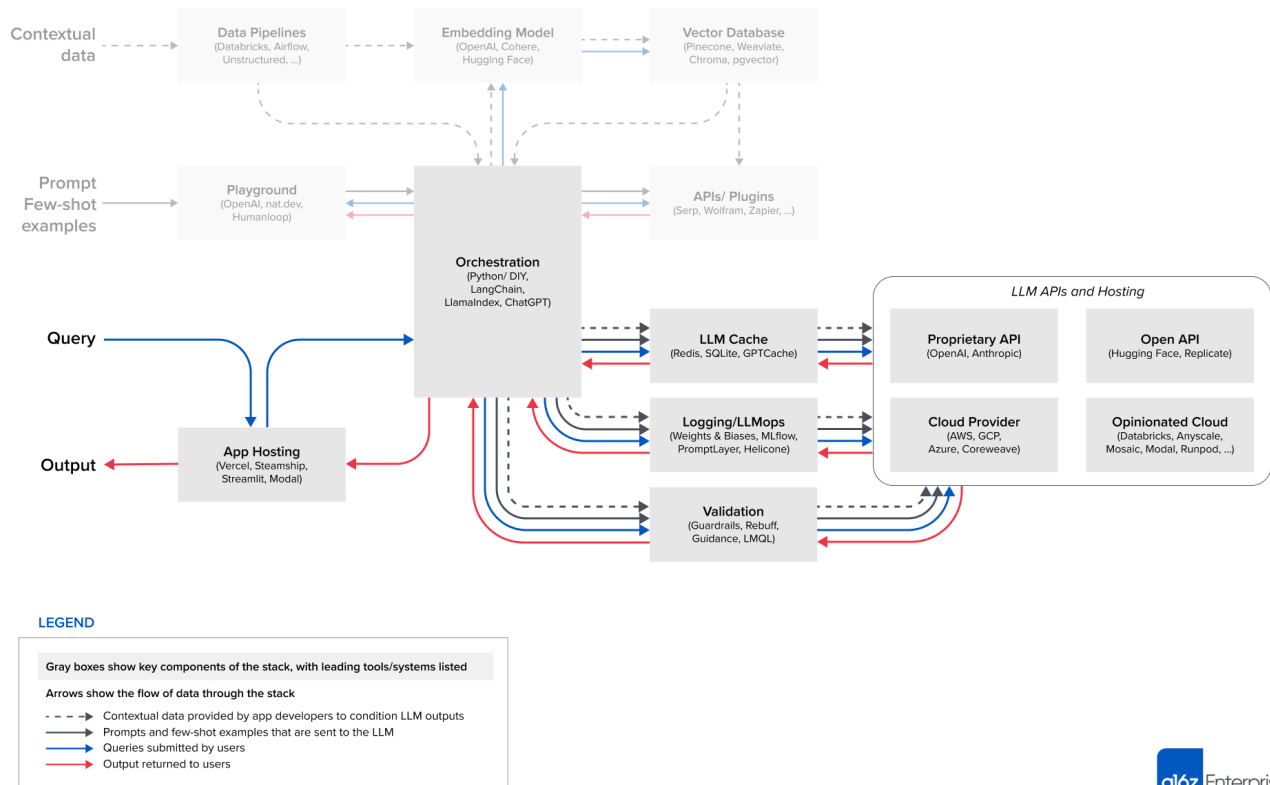 Contextual
data
Data Pipelines
(Databricks, Airflow,
Unstructured, ...)
Embedding Model
(OpenAI, Cohere,
Hugging Face)
Vector Database
(Pinecone, Weaviate,
Chroma, pgvector)
Prompt
Few-shot
examples
Playground
(OpenAI, nat.dev,
Humanloop)
Orchestration
(Python/ DIY,
LangChain,
LlamaIndex, ChatGPT)
APIs/ Plugins
(Serp, Wolfram, Zapier, ...)
Query
Output
App Hosting
(Vercel, Steamship,
Streamlit, Modal)
LLM Cache
(Redis, SQLite, GPTCache)
Logging/LLMops
(Weights & Biases, MLflow,
PromptLayer, Helicone)
Validation
(Guardrails, Rebuff,
Guidance, LMQL)
LLM APIs and Hosting
Proprietary API
(OpenAI, Anthropic)
Open API
(Hugging Face, Replicate)
Cloud Provider
(AWS, GCP,
Azure, Coreweave)
Opinionated Cloud
(Databricks, Anyscale,
Mosaic, Modal, Runpod, ...)
LEGEND
Gray boxes show key components of the stack, with leading tools/systems listed
Arrows show the flow of data through the stack
Contextual data provided by app developers to condition LLM outputs
Prompts and few-shot examples that are sent to the LLM
Queries submitted by users
Output returned to users
a16z